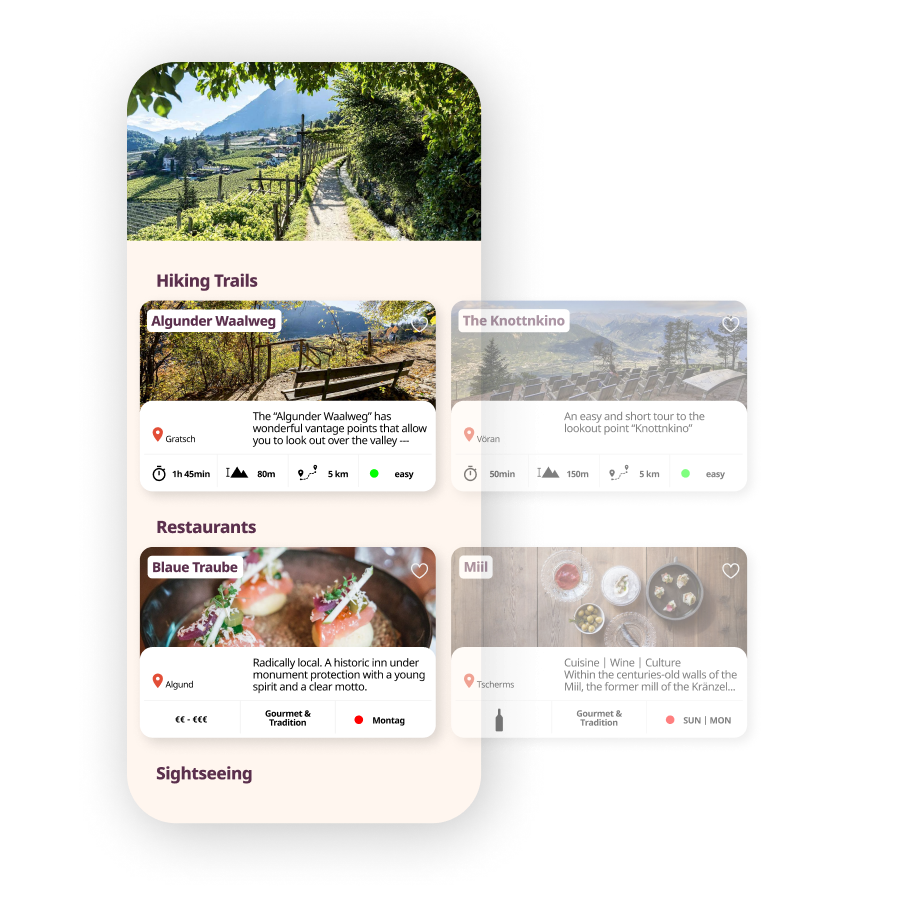 Hiking Trails
Algunder Waalweg
The “Algunder Waalweg” has
wonderful vantage points that allow
you to look out over the valley ---
Gratsch
1h 45min
80m
5 km
easy
The Knottnkino
An easy and short tour to the
lookout point “Knottnkino”
Vöran
50min
150m
5 km
easy
Restaurants
Blaue Traube
Radically local. A historic inn under
monument protection with a young
spirit and a clear motto.
Algund
€€ - €€€
Gourmet &
Tradition
Montag
Miil
Cuisine | Wine | Culture
Within the centuries-old walls of the
Miil, the former mill of the Kränzel...
Tscherms
Gourmet &
Tradition
SUN | MON
Sightseeing